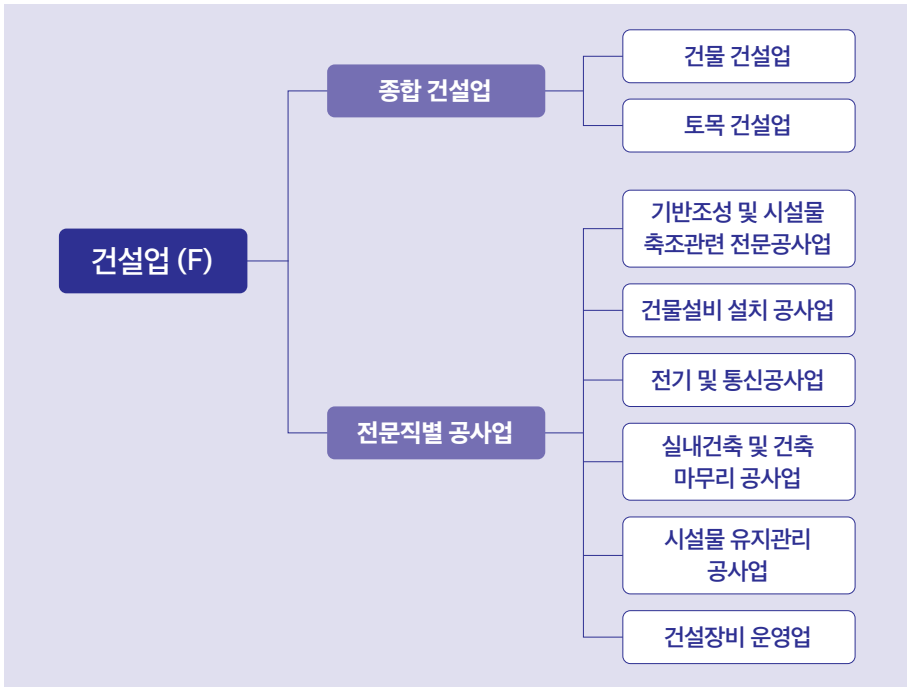 건설업 (F)
종합 건설업
건물 건설업
토목 건설업
전문직별 공사업
기반조성 및 시설물
축조관련 전문공사업
건물설비 설치 공사업
전기 및 통신공사업
실내건축 및 건축
마무리 공사업
시설물 유지관리
공사업
건설장비 운영업